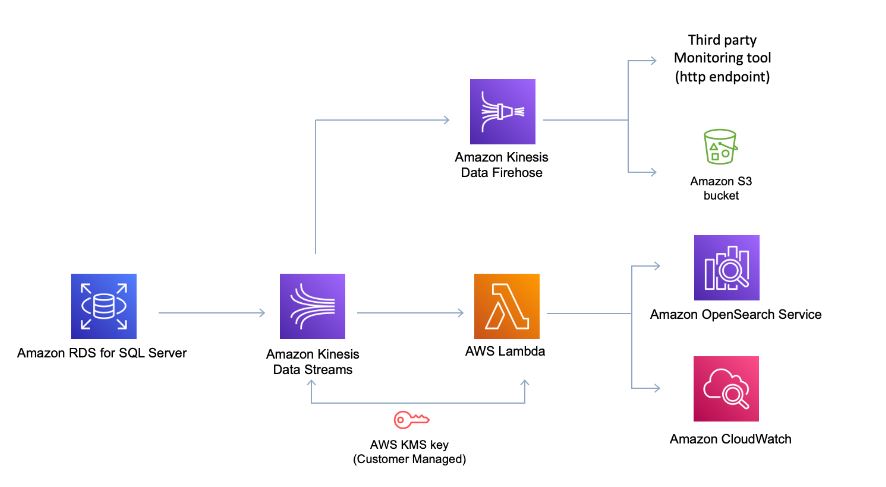 Third party
Monitoring tool
(http endpoint)
Amazon Kinesis
Data Firehose
Amazon S3
bucket
Amazon RDS for SQL Server
Amazon Kinesis
Data Streams
AWS Lambda
Amazon OpenSearch Service
AWS KMS key
(Customer Managed)
Amazon CloudWatch